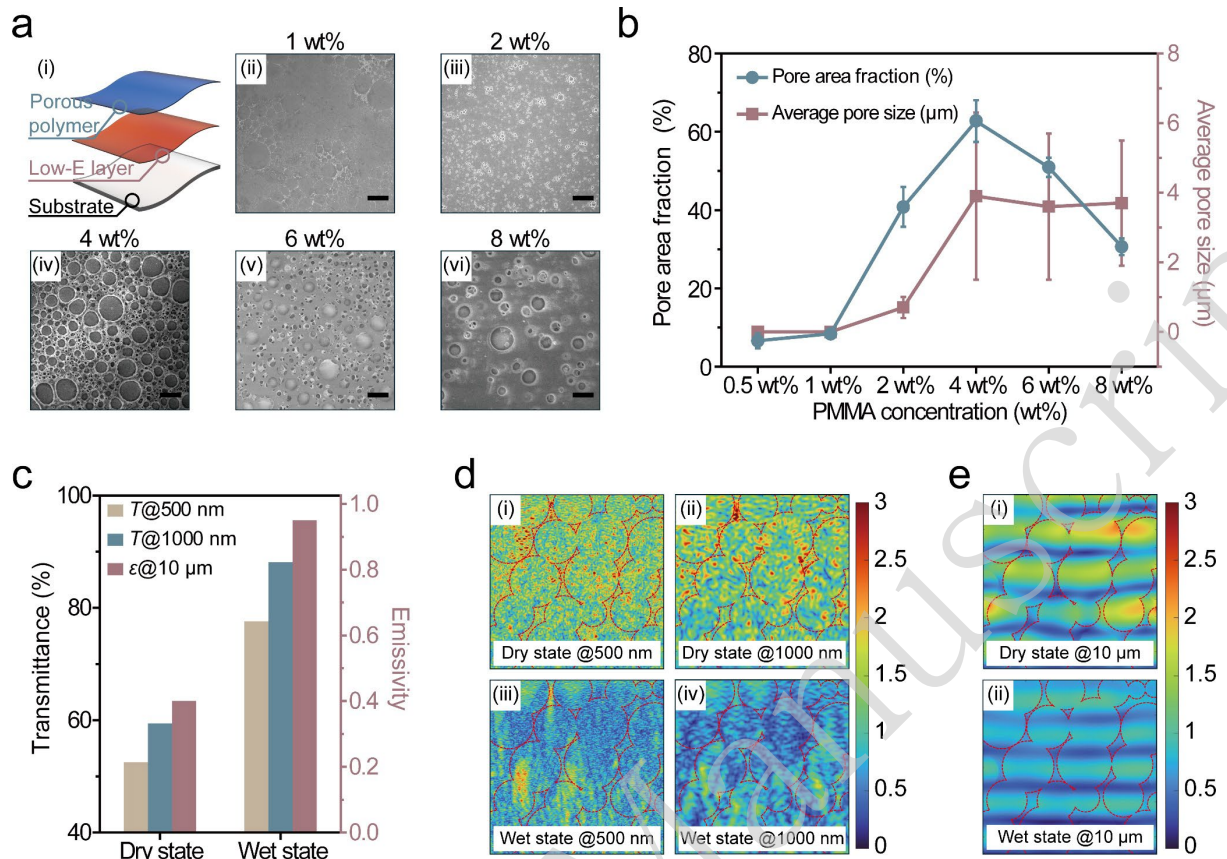 a
(i)
Porous
polymer
Low-E layer
Substrate
1 wt%
(ii)
2 wt%
(iii)
4 wt%
(iv)
6 wt%
(v)
8 wt%
(vi)
b
Pore area fraction (%)
Average pore size (μm)
Pore area fraction (%)
80
60
40
20
0
Average pore size (μm)
8
6
4
2
0
0.5 wt% 1 wt% 2 wt% 4 wt% 6 wt% 8 wt%
PMMA concentration (wt%)
c
T@500 nm
T@1000 nm
ε@10 μm
Transmittance (%)
100
80
60
40
Emissivity
1.0
0.8
0.6
0.4
0.2
0.0
Dry state Wet state
d
(i)
Dry state @500 nm
(ii)
Dry state @1000 nm
(iii)
Wet state @500 nm
(iv)
Wet state @1000 nm
3
2.5
2
1.5
1
0.5
0
e
(i)
Dry state @10 μm
(ii)
Wet state @10 μm
3
2.5
2
1.5
1
0.5
0
Manuscrip